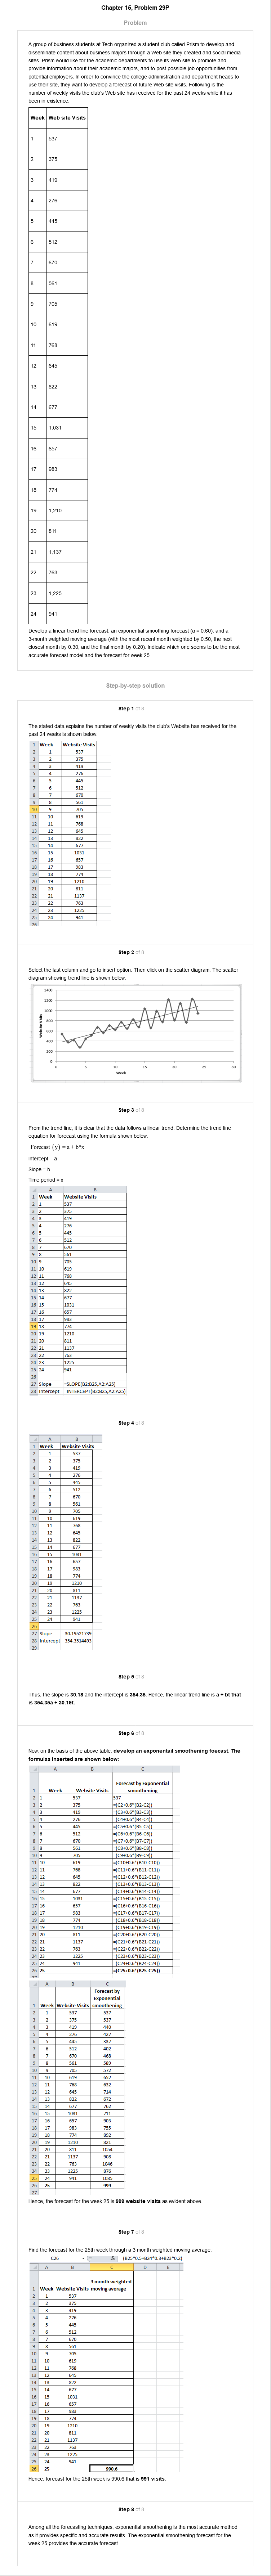 Chapter 15, Problem 29P
Problem
A group of business students at Tech organized a student club called Prism to develop and
disseminate content about business majors through a Web site they created and social media
sites. Prism would like for the academic departments to use its Web site to promote and
provide information about their academic majors, and to post possible job opportunities from
potential employers. In order to convince the college administration and department heads to
use their site, they want to develop a forecast of future Web site visits. Following is the
number of weekly visits the club's Web site has received for the past 24 weeks while it has
been in existence.
Week Web site Visits
1 537
2 375
3 419
4 276
5 445
6 512
7 670
8 561
9 705
10 619
11 768
12 645
13 822
14 677
15 1,031
16 657
17 983
18 774
19 1,210
20 811
21 1,137
22 763
23 1,225
24 941
Develop a linear trend line forecast, an exponential smoothing forecast (α = 0.60), and a
3-month weighted moving average (with the most recent month weighted by 0.50, the next
closest month by 0.30, and the final month by 0.20). Indicate which one seems to be the most
accurate forecast model and the forecast for week 25.
Step-by-step solution
Step 1 of 8
The stated data explains the number of weekly visits the club's Website has received for the
past 24 weeks is shown below:
1 Week Website Visits
2 1 537
3 2 375
4 3 419
5 4 276
6 5 445
7 6 512
8 7 670
9 8 561
10 9 705
11 10 619
12 11 768
13 12 645
14 13 822
15 14 677
16 15 1031
17 16 657
18 17 983
19 18 774
20 19 1210
21 20 811
22 21 1137
23 22 763
24 23 1225
25 24 941
Step 2 of 8
Select the last column and go to insert option. Then click on the scatter diagram. The scatter
diagram showing trend line is shown below:
1400
1200
1000
800
600
400
200
0
Website Visits
0 5 10 15 20 25 30
Week
Step 3 of 8
From the trend line, it is clear that the data follows a linear trend. Determine the trend line
equation for forecast using the formula shown below:
Forecast (y) = a + b*x
Intercept = a
Slope = b
Time period = x
A B
1 Week Website Visits
2 1 537
3 2 375
4 3 419
5 4 276
6 5 445
7 6 512
8 7 670
9 8 561
10 9 705
11 10 619
12 11 768
13 12 645
14 13 822
15 14 677
16 15 1031
17 16 657
18 17 983
19 18 774
20 19 1210
21 20 811
22 21 1137
23 22 763
24 23 1225
25 24 941
26
27 Slope =SLOPE(B2:B25,A2:A25)
28 Intercept =INTERCEPT(B2:B25,A2:A25)
Step 4 of 8
A B
1 Week Website Visits
2 1 537
3 2 375
4 3 419
5 4 276
6 5 445
7 6 512
8 7 670
9 8 561
10 9 705
11 10 619
12 11 768
13 12 645
14 13 822
15 14 677
16 15 1031
17 16 657
18 17 983
19 18 774
20 19 1210
21 20 811
22 21 1137
23 22 763
24 23 1225
25 24 941
26
27 Slope 30.19521739
28 Intercept 354.3514493
29
Step 5 of 8
Thus, the slope is 30.18 and the intercept is 354.35. Hence, the linear trend line is a + bt that
is 354.35a + 30.19t.
Step 6 of 8
Now, on the basis of the above table, develop an exponentail smoothing foecast. The
formulas inserted are shown below:
A B C
1 Week Website Visits Forecast by Exponential smoothening
2 1 537 537
3 2 375 =(C2+0.6*(B2-C2))
4 3 419 =(C3+0.6*(B3-C3))
5 4 276 =(C4+0.6*(B4-C4))
6 5 445 =(C5+0.6*(B5-C5))
7 6 512 =(C6+0.6*(B6-C6))
8 7 670 =(C7+0.6*(B7-C7))
9 8 561 =(C8+0.6*(B8-C8))
10 9 705 =(C9+0.6*(B9-C9))
11 10 619 =(C10+0.6*(B10-C10))
12 11 768 =(C11+0.6*(B11-C11))
13 12 645 =(C12+0.6*(B12-C12))
14 13 822 =(C13+0.6*(B13-C13))
15 14 677 =(C14+0.6*(B14-C14))
16 15 1031 =(C15+0.6*(B15-C15))
17 16 657 =(C16+0.6*(B16-C16))
18 17 983 =(C17+0.6*(B17-C17))
19 18 774 =(C18+0.6*(B18-C18))
20 19 1210 =(C19+0.6*(B19-C19))
21 20 811 =(C20+0.6*(B20-C20))
22 21 1137 =(C21+0.6*(B21-C21))
23 22 763 =(C22+0.6*(B22-C22))
24 23 1225 =(C23+0.6*(B23-C23))
25 24 941 =(C24+0.6*(B24-C24))
26 25 =(C25+0.6*(B25-C25))
A B C
1 Week Website Visits Forecast by Exponential smoothening
2 1 537 537
3 2 375 537
4 3 419 440
5 4 276 427
6 5 445 337
7 6 512 402
8 7 670 468
9 8 561 589
10 9 705 572
11 10 619 652
12 11 768 632
13 12 645 714
14 13 822 672
15 14 677 762
16 15 1031 711
17 16 657 903
18 17 983 755
19 18 774 892
20 19 1210 821
21 20 811 1054
22 21 1137 908
23 22 763 1046
24 23 1225 876
25 24 941 1085
26 25 999
27
Hence, the forecast for the week 25 is 999 website visits as evident above.
Step 7 of 8
Find the forecast for the 25th week through a 3 month weighted moving average:
C26 fx =(B25*0.5+B24*0.3+B23*0.2)
A B C D E
1 Week Website Visits 3 month weighted moving average
2 1 537
3 2 375
4 3 419
5 4 276
6 5 445
7 6 512
8 7 670
9 8 561
10 9 705
11 10 619
12 11 768
13 12 645
14 13 822
15 14 677
16 15 1031
17 16 657
18 17 983
19 18 774
20 19 1210
21 20 811
22 21 1137
23 22 763
24 23 1225
25 24 941
26 25 990.6
Hence, forecast for the 25th week is 990.6 that is 991 visits.
Step 8 of 8
Among all the forecasting techniques, exponential smoothening is the most accurate method
as it provides specific and accurate results. The exponential smoothening forecast for the
week 25 provides the accurate forecast